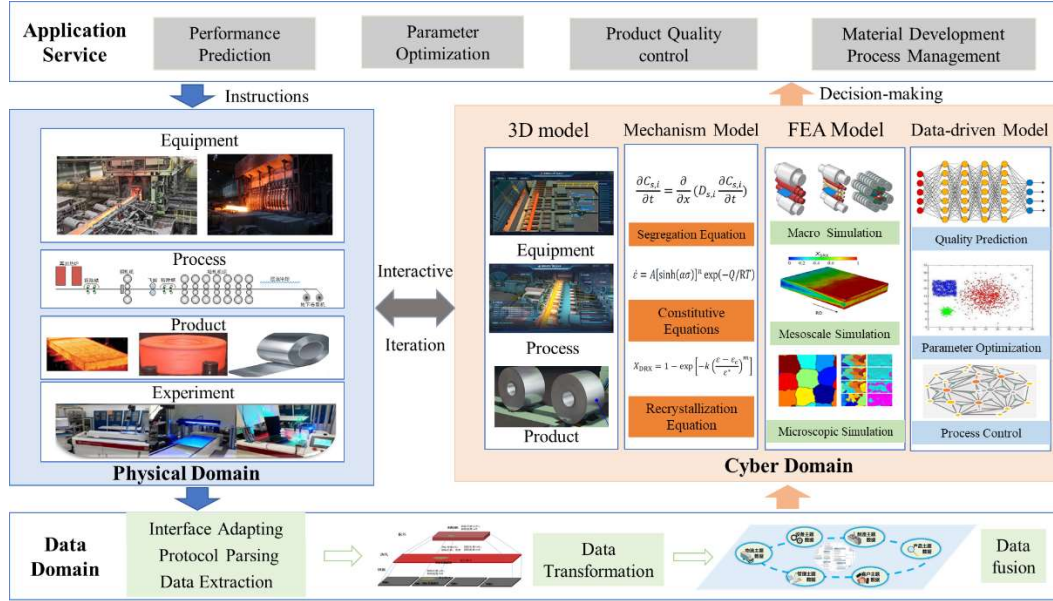 Application
Service
Performance
Prediction
Parameter
Optimization
Product Quality
control
Material Development
Process Management
Instructions
Decision-making
Equipment
Process
Product
Experiment
Physical Domain
Interactive
Iteration
3D model
Equipment
Process
Product
Mechanism Model
∂C_{s,i}/∂t = ∂/∂x (D_{s,i} ∂C_{s,i}/∂t)
Segregation Equation
ε̇ = A[sinh(ασ)]ⁿ exp(−Q/RT)
Constitutive
Equations
X_DRX = 1 − exp[−k((ε − ε_c)/ε*)^m]
Recrystallization
Equation
FEA Model
Macro Simulation
RD
Mesoscale Simulation
Microscopic Simulation
Data-driven Model
Quality Prediction
Parameter Optimization
Process Control
Cyber Domain
Data
Domain
Interface Adapting
Protocol Parsing
Data Extraction
Data
Transformation
Data
fusion